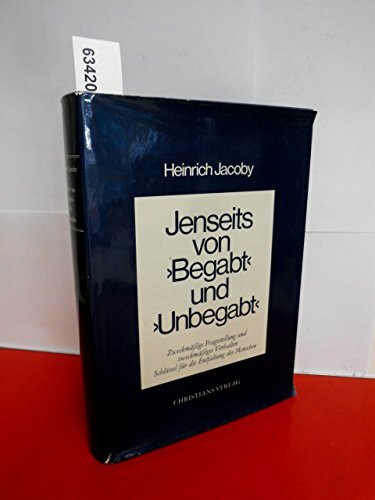 63420
Heinrich Jacoby
Jenseits
von
›Begabt‹
und
›Unbegabt‹
Zweckmäßige Fragestellung und
zweckmäßiges Verhalten
Schlüssel für die Entfaltung des Menschen
CHRISTIANS VERLAG